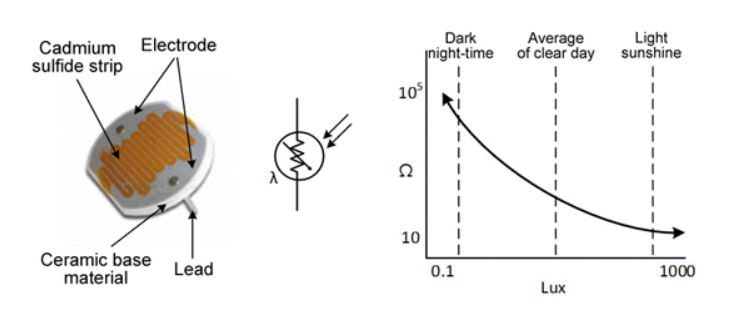 Cadmium
sulfide strip
Electrode
Ceramic base
material
Lead
λ
Dark
night-time
Average
of clear day
Light
sunshine
10⁵
Ω
10
0.1
1000
Lux